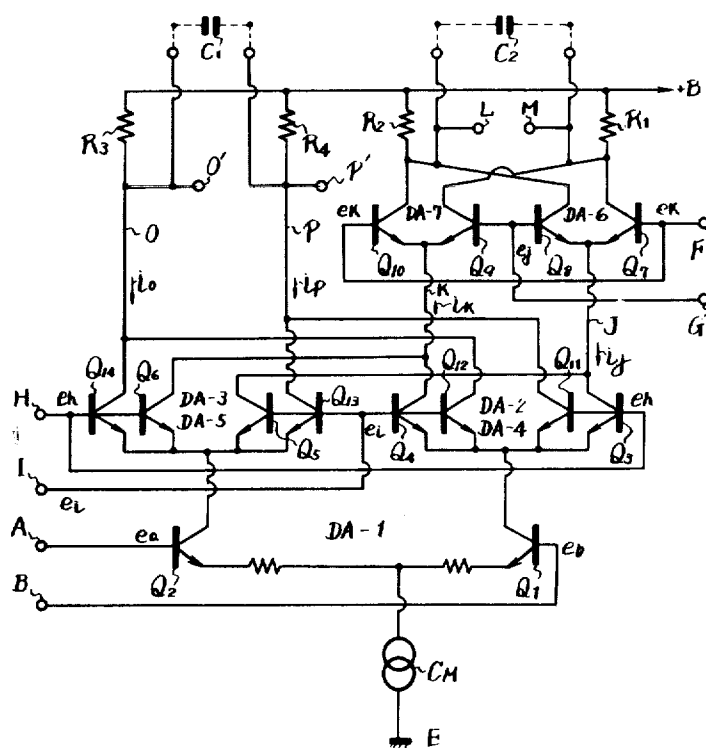 C1
C2
+B
R3
R4
R2
L
M
R1
O'
P'
DA-7
DA-6
eK
eK
ej
O
P
Q10
Q9
Q8
Q7
F
K
G
io
ip
iK
J
ij
Q14
Q6
Q12
Q11
H
eh
DA-3
DA-5
Q13
ei
DA-2
DA-4
eh
Q5
Q4
Q3
I
ei
A
ea
DA-1
eb
Q2
Q1
B
CM
E